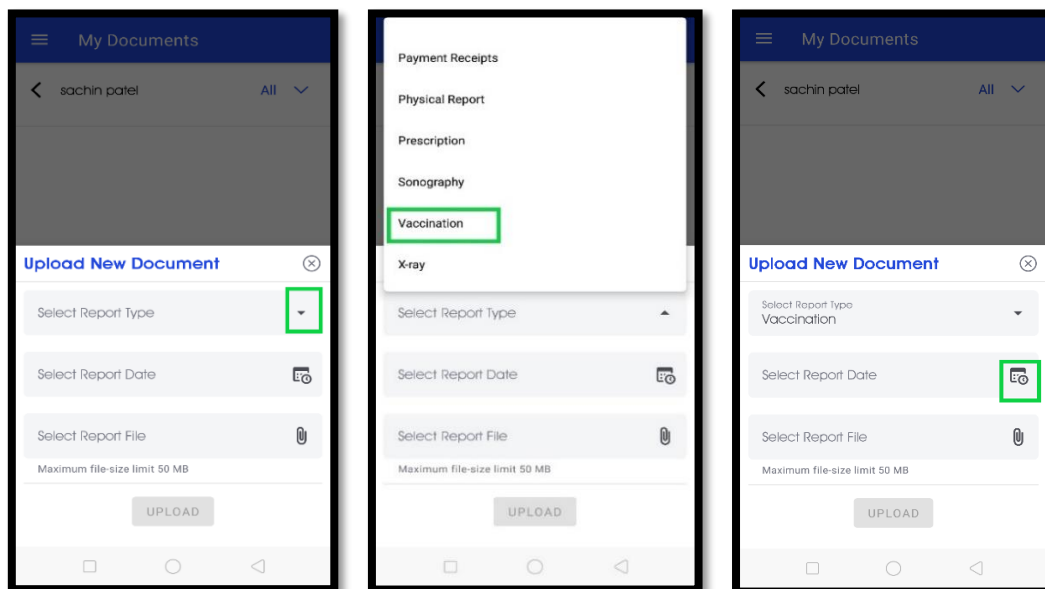 My Documents
sachin patel All
Upload New Document
Select Report Type
Select Report Date
Select Report File
Maximum file-size limit 50 MB
UPLOAD
Payment Receipts
Physical Report
Prescription
Sonography
Vaccination
X-ray
Select Report Type
Select Report Date
Select Report File
Maximum file-size limit 50 MB
UPLOAD
My Documents
sachin patel All
Upload New Document
Select Report Type
Vaccination
Select Report Date
Select Report File
Maximum file-size limit 50 MB
UPLOAD